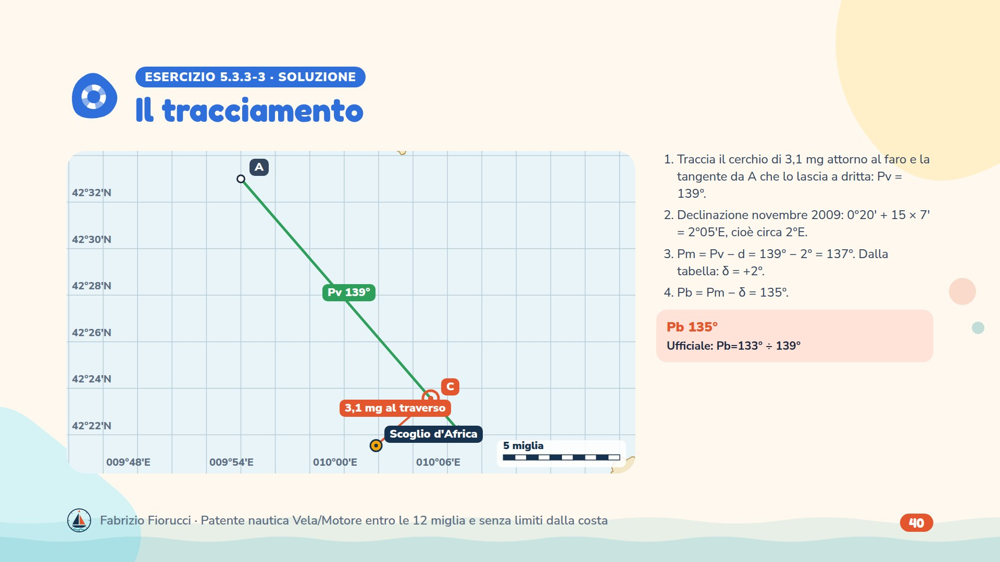 ESERCIZIO 5.3.3-3 · SOLUZIONE
Il tracciamento
A
42°32'N
42°30'N
42°28'N
Pv 139°
42°26'N
42°24'N
C
3,1 mg al traverso
42°22'N
Scoglio d'Africa
5 miglia
009°48'E
009°54'E
010°00'E
010°06'E
1. Traccia il cerchio di 3,1 mg attorno al faro e la
tangente da A che lo lascia a dritta: Pv =
139°.
2. Declinazione novembre 2009: 0°20' + 15 × 7'
= 2°05'E, cioè circa 2°E.
3. Pm = Pv − d = 139° − 2° = 137°. Dalla
tabella: δ = +2°.
4. Pb = Pm − δ = 135°.
Pb 135°
Ufficiale: Pb=133° ÷ 139°
Fabrizio Fiorucci · Patente nautica Vela/Motore entro le 12 miglia e senza limiti dalla costa
40